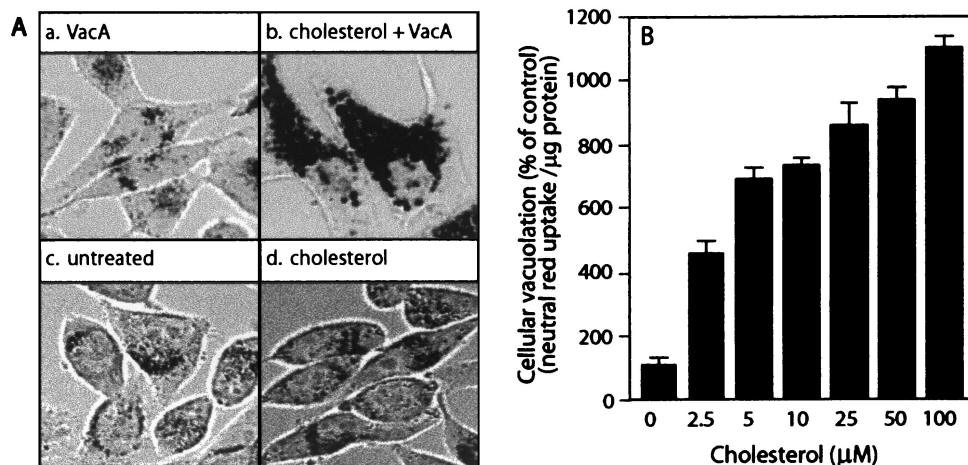 A
a. VacA
b. cholesterol + VacA
c. untreated
d. cholesterol
B
Cellular vacuolation (% of control)
(neutral red uptake /µg protein)
1200
1000
800
600
400
200
0
0 2.5 5 10 25 50 100
Cholesterol (µM)